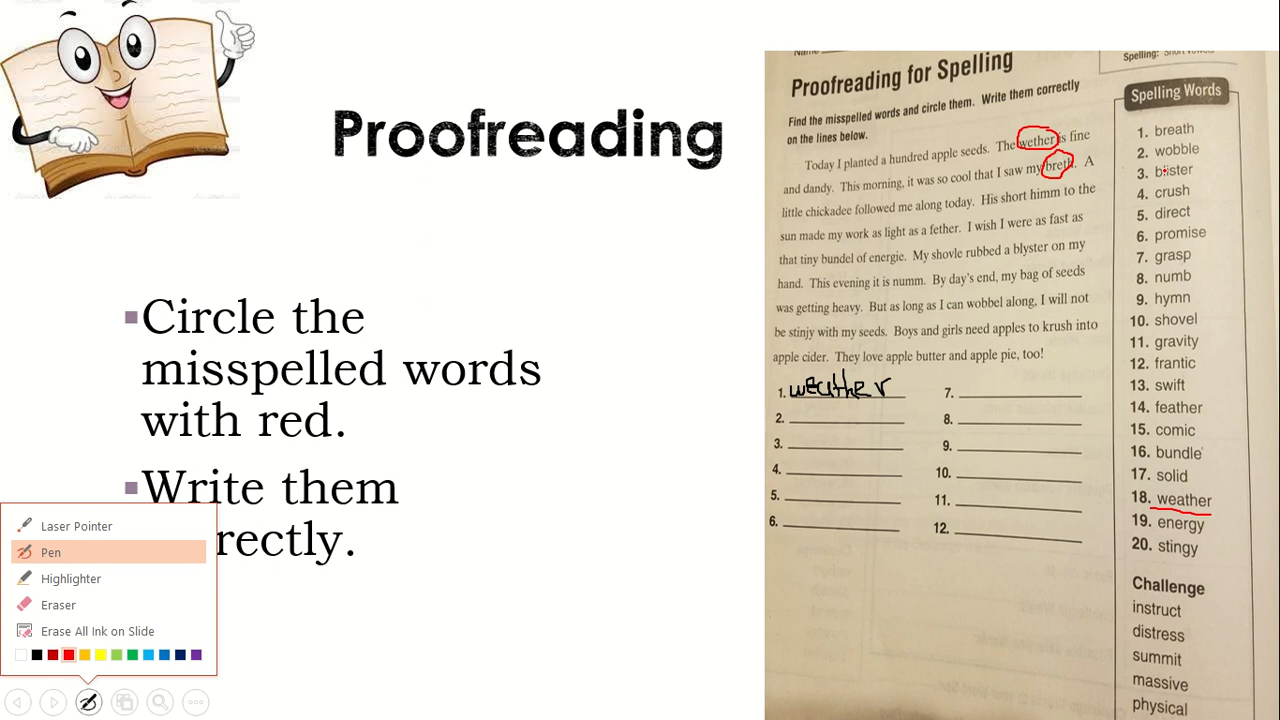 Proofreading
Circle the
misspelled words
with red.
Write them
rectly.
Laser Pointer
Pen
Highlighter
Eraser
Erase All Ink on Slide
Name
Spelling: Short Vowels
Proofreading for Spelling
Find the misspelled words and circle them. Write them correctly
on the lines below.
Today I planted a hundred apple seeds. The wether is fine
and dandy. This morning, it was so cool that I saw my breth. A
little chickadee followed me along today. His short himm to the
sun made my work as light as a fether. I wish I were as fast as
that tiny bundel of energie. My shovle rubbed a blyster on my
hand. This evening it is numm. By day's end, my bag of seeds
was getting heavy. But as long as I can wobbel along, I will not
be stinjy with my seeds. Boys and girls need apples to krush into
apple cider. They love apple butter and apple pie, too!
1. weather
2.
3.
4.
5.
6.
7.
8.
9.
10.
11.
12.
Spelling Words
1. breath
2. wobble
3. blister
4. crush
5. direct
6. promise
7. grasp
8. numb
9. hymn
10. shovel
11. gravity
12. frantic
13. swift
14. feather
15. comic
16. bundle
17. solid
18. weather
19. energy
20. stingy
Challenge
instruct
distress
summit
massive
physical